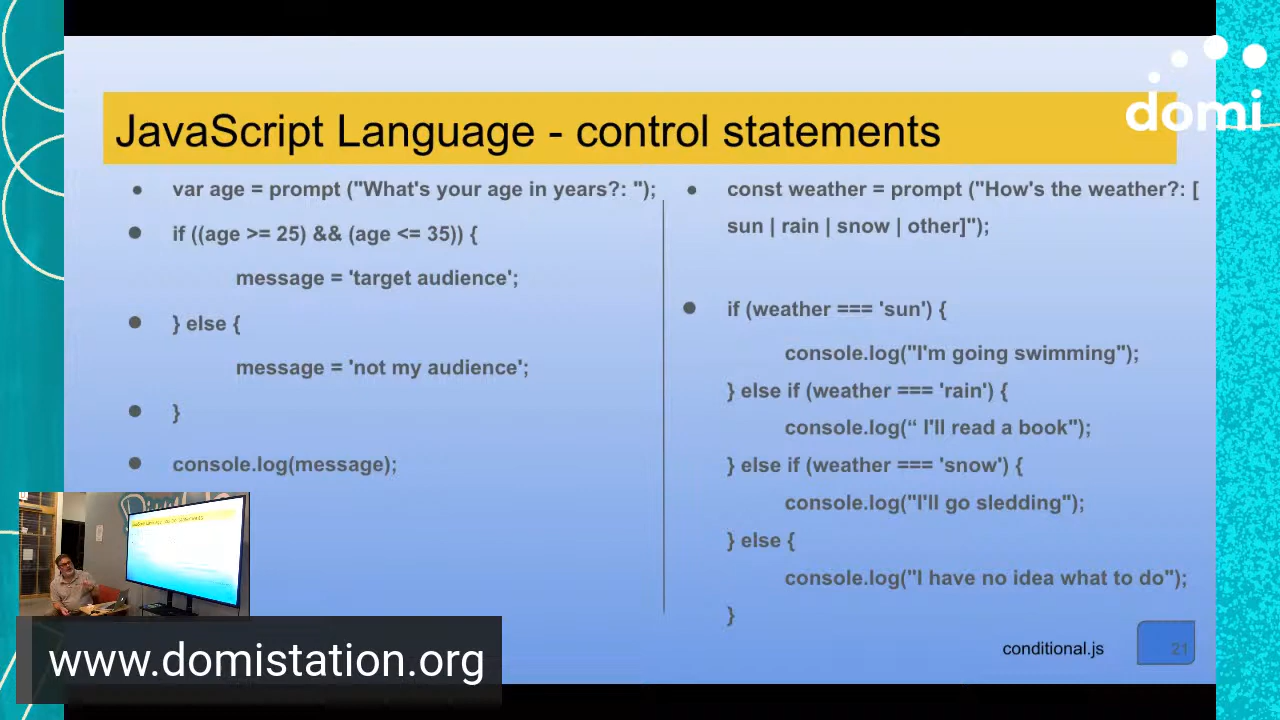 domi
JavaScript Language - control statements
var age = prompt ("What's your age in years?: ");
if ((age >= 25) && (age <= 35)) {
message = 'target audience';
} else {
message = 'not my audience';
}
console.log(message);
const weather = prompt ("How's the weather?: [
sun | rain | snow | other]");
if (weather === 'sun') {
console.log("I'm going swimming");
} else if (weather === 'rain') {
console.log(“ I'll read a book");
} else if (weather === 'snow') {
console.log("I'll go sledding");
} else {
console.log("I have no idea what to do");
}
conditional.js
21
www.domistation.org